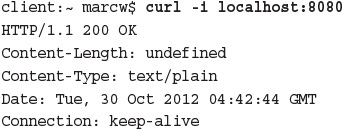 client:~ marcw$ curl -i localhost:8080
HTTP/1.1 200 OK
Content-Length: undefined
Content-Type: text/plain
Date: Tue, 30 Oct 2012 04:42:44 GMT
Connection: keep-alive